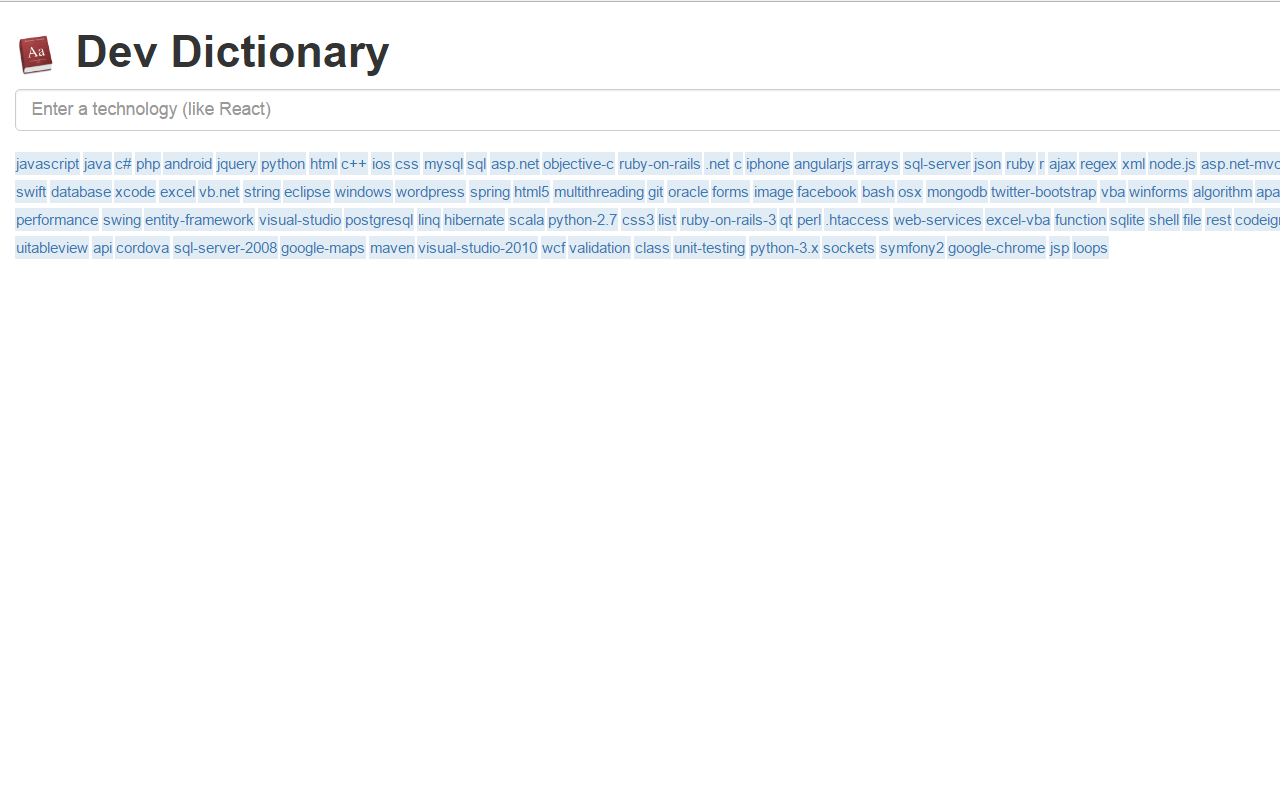 Aa
Dev Dictionary
Enter a technology (like React)
javascript java c# php android jquery python html c++ ios css mysql sql asp.net objective-c ruby-on-rails .net c iphone angularjs arrays sql-server json ruby r ajax regex xml node.js asp.net-mvc
swift database xcode excel vb.net string eclipse windows wordpress spring html5 multithreading git oracle forms image facebook bash osx mongodb twitter-bootstrap vba winforms algorithm apa
performance swing entity-framework visual-studio postgresql linq hibernate scala python-2.7 css3 list ruby-on-rails-3 qt perl .htaccess web-services excel-vba function sqlite shell file rest codeign
uitableview api cordova sql-server-2008 google-maps maven visual-studio-2010 wcf validation class unit-testing python-3.x sockets symfony2 google-chrome jsp loops